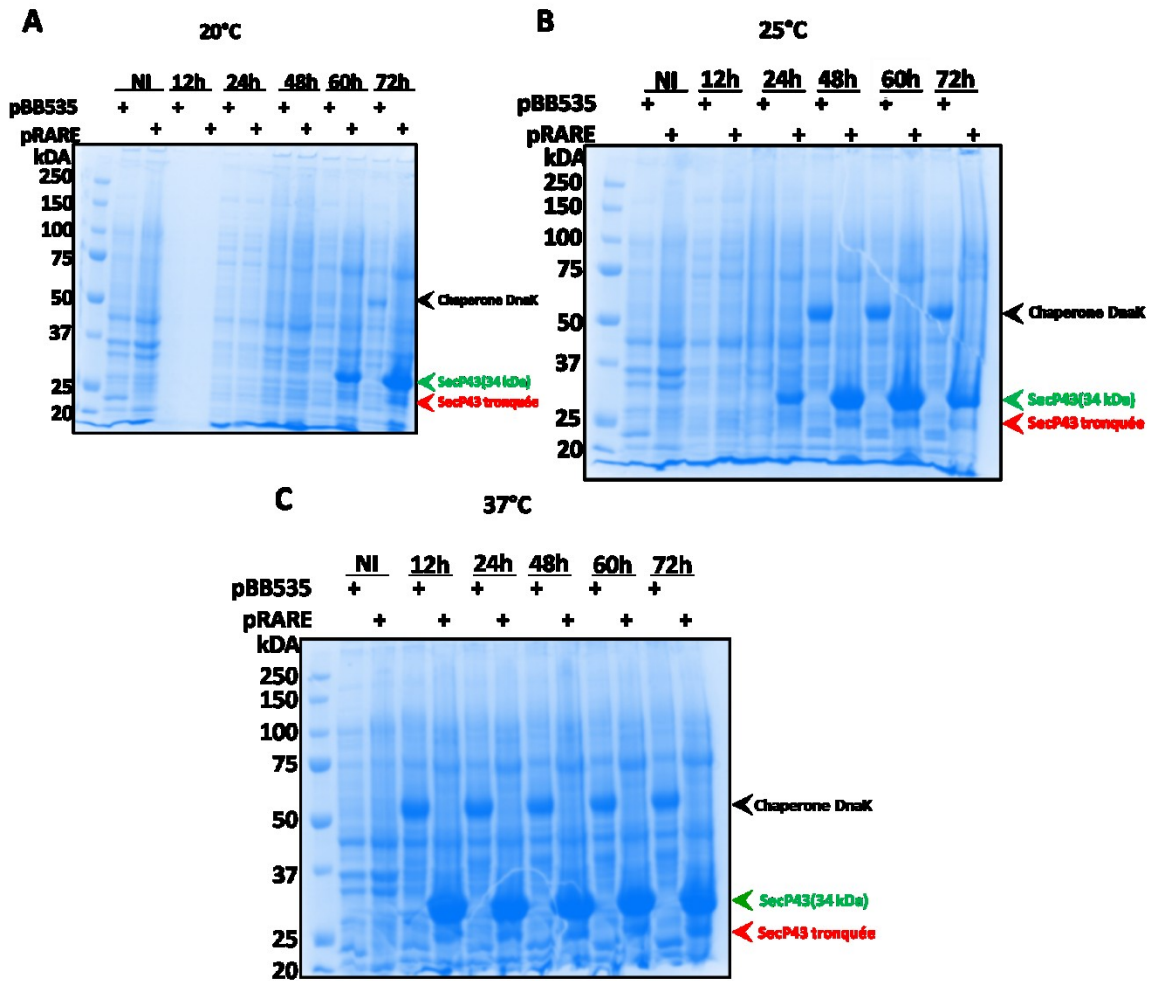 A
20°C
NI 12h 24h 48h 60h 72h
pBB535 + + + + + +
pRARE + + + + + +
kDA
250
150
100
75
50
37
25
20
Chaperone DnaK
SecP43(34 kDa)
SecP43 tronquée
B
25°C
NI 12h 24h 48h 60h 72h
pBB535 + + + + + +
pRARE + + + + + +
kDA
250
150
100
75
50
37
25
20
Chaperone DnaK
SecP43(34 kDa)
SecP43 tronquée
C
37°C
NI 12h 24h 48h 60h 72h
pBB535 + + + + + +
pRARE + + + + + +
kDA
250
150
100
75
50
37
25
20
Chaperone DnaK
SecP43(34 kDa)
SecP43 tronquée